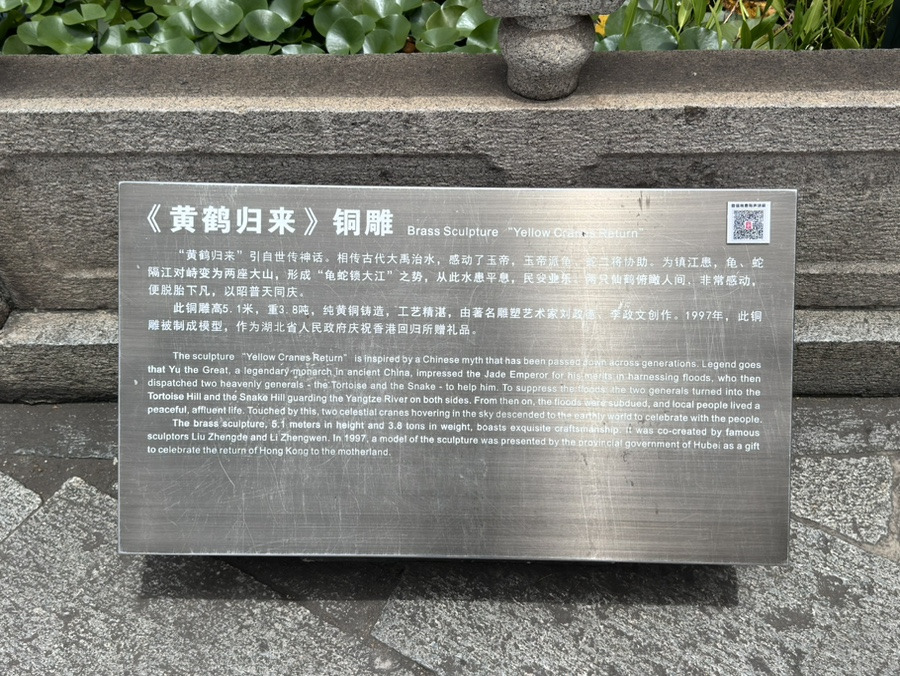 《黄鹤归来》铜雕 Brass Sculpture “Yellow Cranes Return”
“黄鹤归来”引自世传神话。相传古代大禹治水，感动了玉帝，玉帝派龟、蛇二将协助。为镇江患，龟、蛇
隔江对峙变为两座大山，形成“龟蛇锁大江”之势，从此水患平息，民安业乐。两只仙鹤俯瞰人间，非常感动，
便脱胎下凡，以昭普天同庆。
此铜雕高5.1米，重3.8吨，纯黄铜铸造，工艺精湛，由著名雕塑艺术家刘政德、李政文创作。1997年，此铜
雕被制成模型，作为湖北省人民政府庆祝香港回归所赠礼品。
The sculpture “Yellow Cranes Return” is inspired by a Chinese myth that has been passed down across generations. Legend goes
that Yu the Great, a legendary monarch in ancient China, impressed the Jade Emperor for his merits in harnessing floods, who then
dispatched two heavenly generals - the Tortoise and the Snake - to help him. To suppress the floods, the two generals turned into the
Tortoise Hill and the Snake Hill guarding the Yangtze River on both sides. From then on, the floods were subdued, and local people lived a
peaceful, affluent life. Touched by this, two celestial cranes hovering in the sky descended to the earthly world to celebrate with the people.
The brass sculpture, 5.1 meters in height and 3.8 tons in weight, boasts exquisite craftsmanship. It was co-created by famous
sculptors Liu Zhengde and Li Zhengwen. In 1997, a model of the sculpture was presented by the provincial government of Hubei as a gift
to celebrate the return of Hong Kong to the motherland.